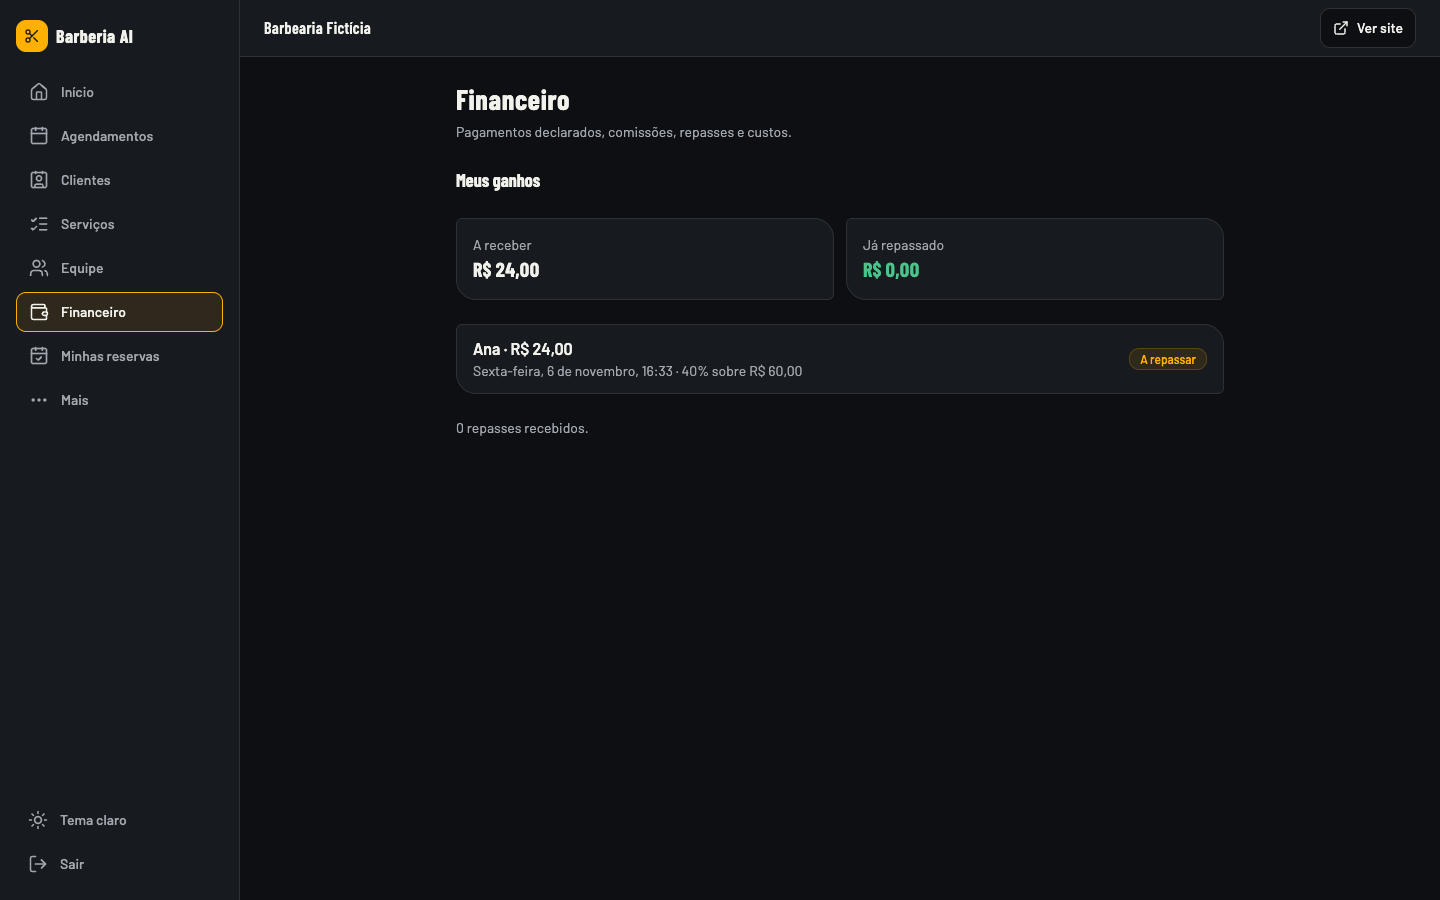 Barberia AI
Início
Agendamentos
Clientes
Serviços
Equipe
Financeiro
Minhas reservas
Mais
Tema claro
Sair
Barbearia Fictícia
Ver site
Financeiro
Pagamentos declarados, comissões, repasses e custos.
Meus ganhos
A receber
R$ 24,00
Já repassado
R$ 0,00
Ana · R$ 24,00
Sexta-feira, 6 de novembro, 16:33 · 40% sobre R$ 60,00
A repassar
0 repasses recebidos.